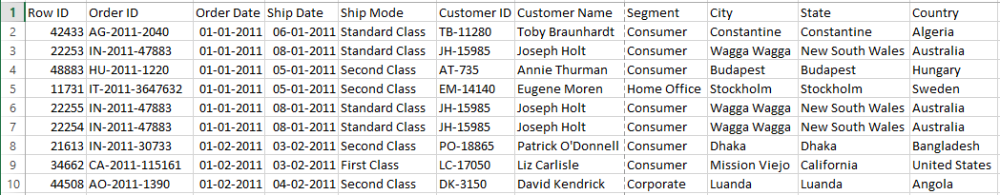 1 Row ID Order ID Order Date Ship Date Ship Mode Customer ID Customer Name Segment City State Country
2 42433 AG-2011-2040 01-01-2011 06-01-2011 Standard Class TB-11280 Toby Braunhardt Consumer Constantine Constantine Algeria
3 22253 IN-2011-47883 01-01-2011 08-01-2011 Standard Class JH-15985 Joseph Holt Consumer Wagga Wagga New South Wales Australia
4 48883 HU-2011-1220 01-01-2011 05-01-2011 Second Class AT-735 Annie Thurman Consumer Budapest Budapest Hungary
5 11731 IT-2011-3647632 01-01-2011 05-01-2011 Second Class EM-14140 Eugene Moren Home Office Stockholm Stockholm Sweden
6 22255 IN-2011-47883 01-01-2011 08-01-2011 Standard Class JH-15985 Joseph Holt Consumer Wagga Wagga New South Wales Australia
7 22254 IN-2011-47883 01-01-2011 08-01-2011 Standard Class JH-15985 Joseph Holt Consumer Wagga Wagga New South Wales Australia
8 21613 IN-2011-30733 01-02-2011 03-02-2011 Second Class PO-18865 Patrick O'Donnell Consumer Dhaka Dhaka Bangladesh
9 34662 CA-2011-115161 01-02-2011 03-02-2011 First Class LC-17050 Liz Carlisle Consumer Mission Viejo California United States
10 44508 AO-2011-1390 01-02-2011 04-02-2011 Second Class DK-3150 David Kendrick Corporate Luanda Luanda Angola